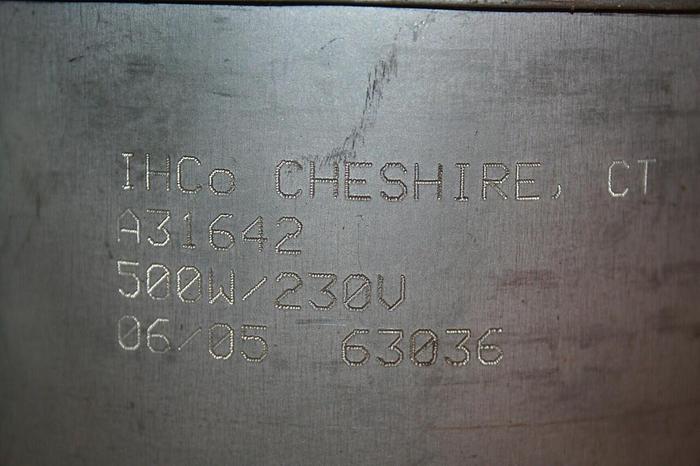 IHCo CHESHIRE, CT
A31642
500W/230V
06/05 63036